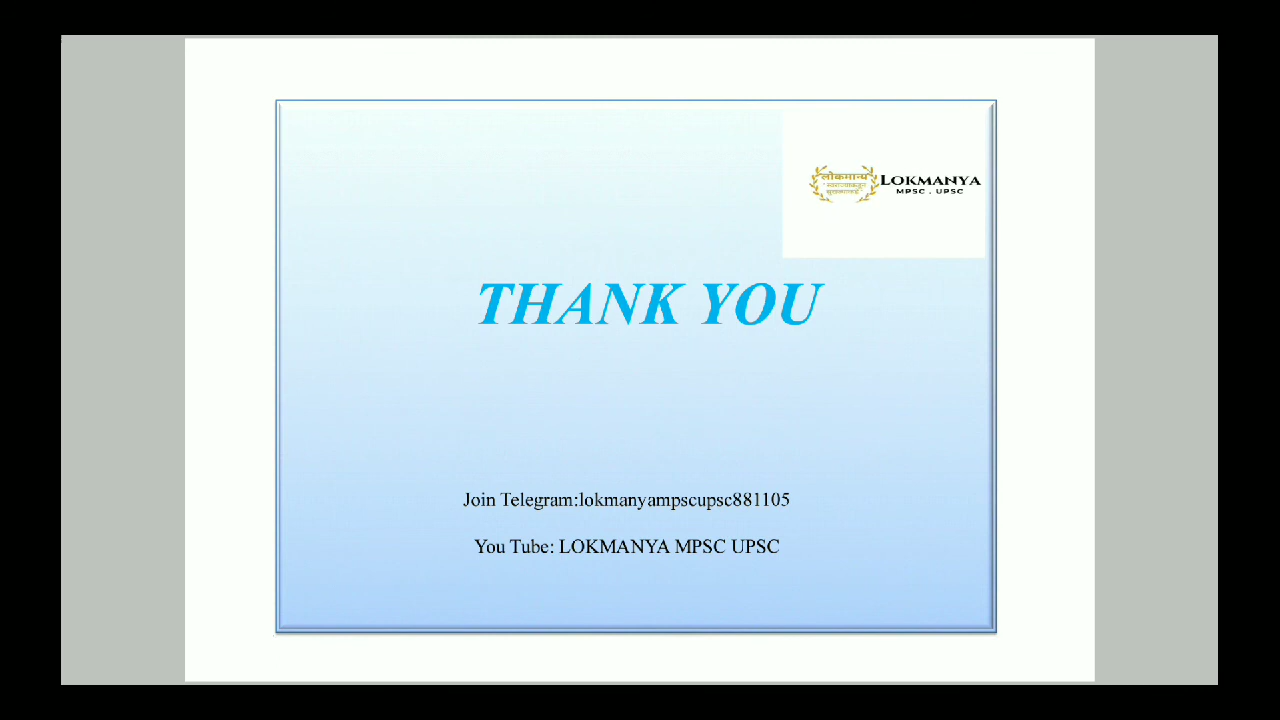 लोकमान्य
LOKMANYA
MPSC . UPSC
THANK YOU
Join Telegram:lokmanyampscupsc881105
You Tube: LOKMANYA MPSC UPSC